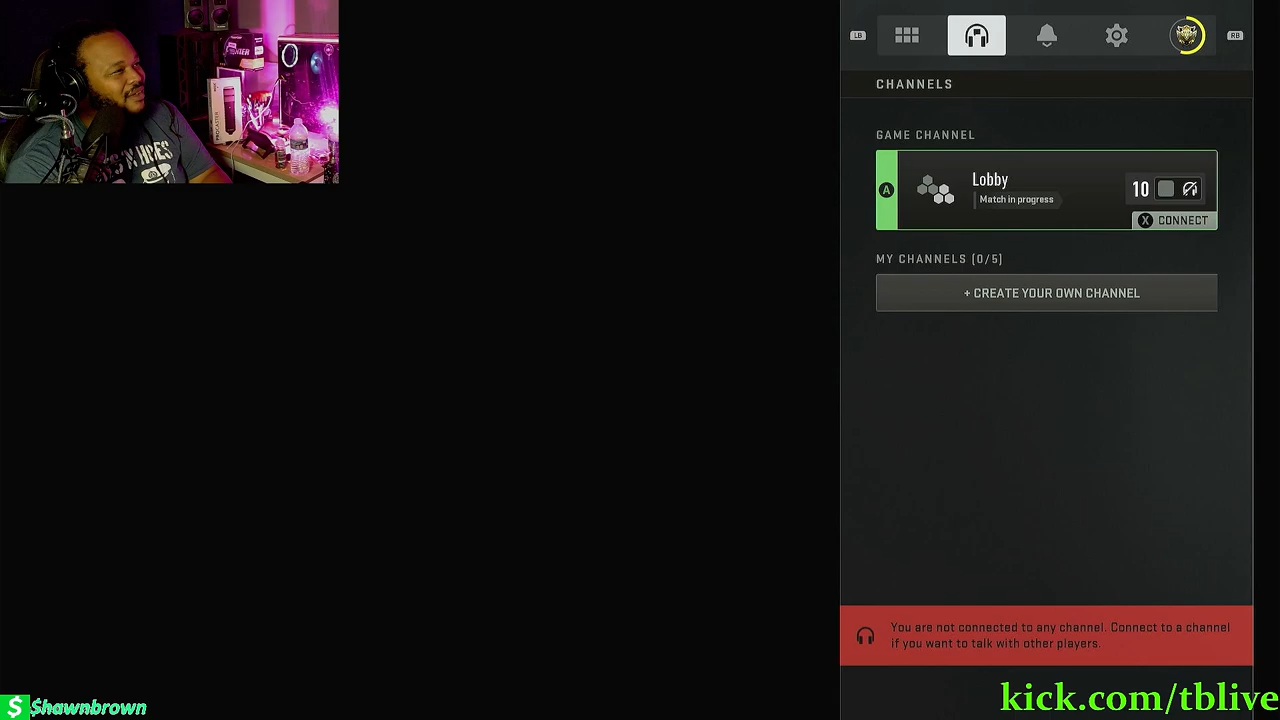 LB
RB
CHANNELS
GAME CHANNEL
A
Lobby
Match in progress
10
X CONNECT
MY CHANNELS (0/5)
+ CREATE YOUR OWN CHANNEL
You are not connected to any channel. Connect to a channel
if you want to talk with other players.
$ $hawnbrown
kick.com/tblive